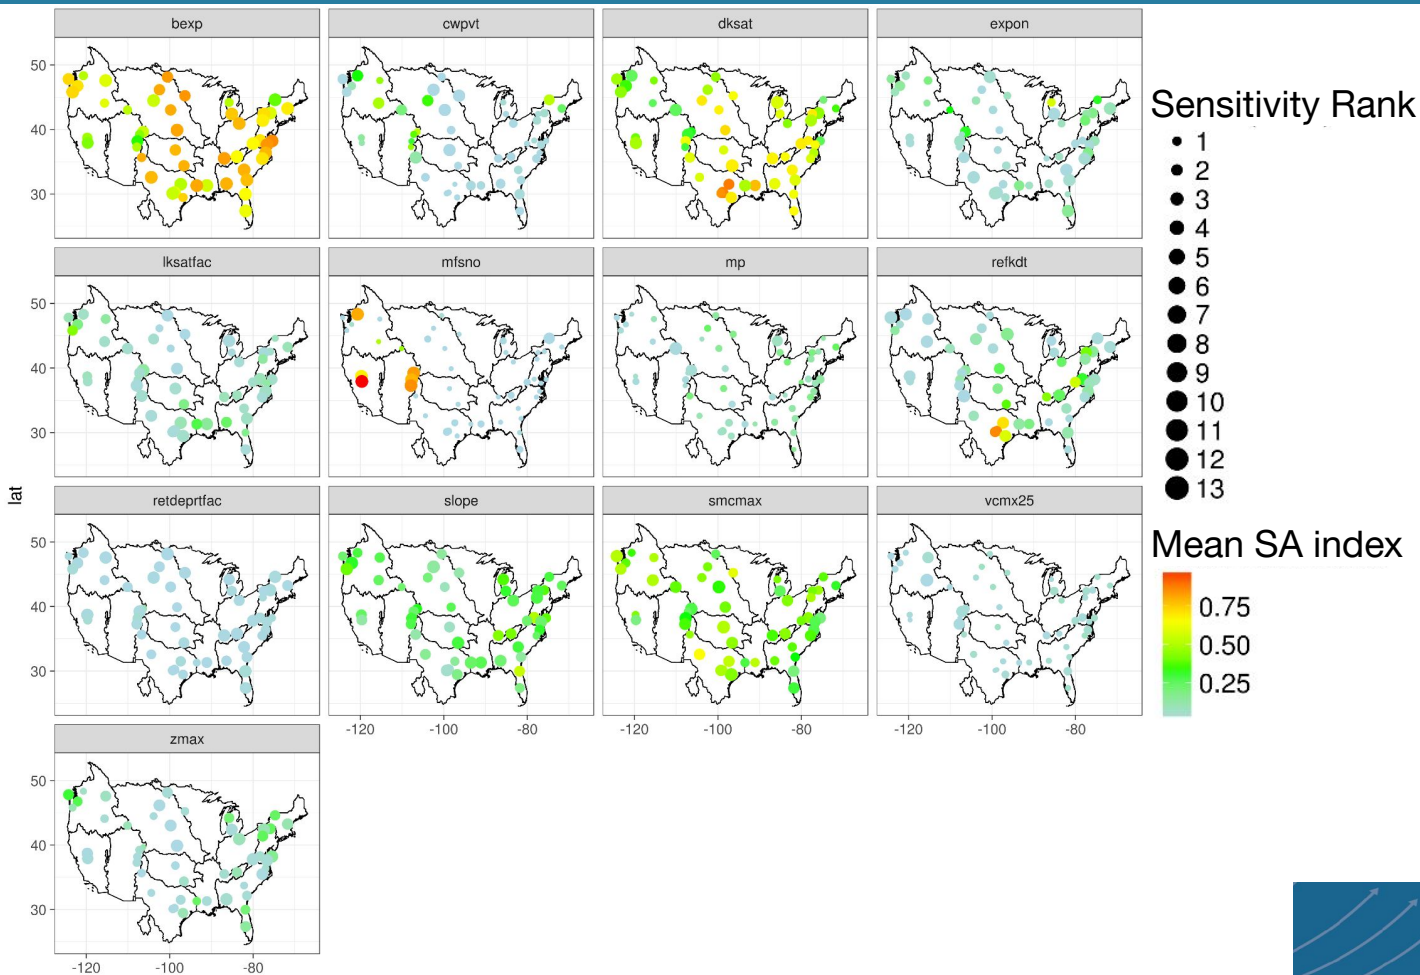 bexp
cwpvt
dksat
expon
50
40
30
Sensitivity Rank
1
2
3
4
5
6
7
8
9
10
11
12
13
lksatfac
mfsno
mp
refkdt
50
40
30
lat
retdeprtfac
slope
smcmax
vcmx25
50
40
30
-120
-100
-80
-120
-100
-80
-120
-100
-80
Mean SA index
0.75
0.50
0.25
zmax
50
40
30
-120
-100
-80